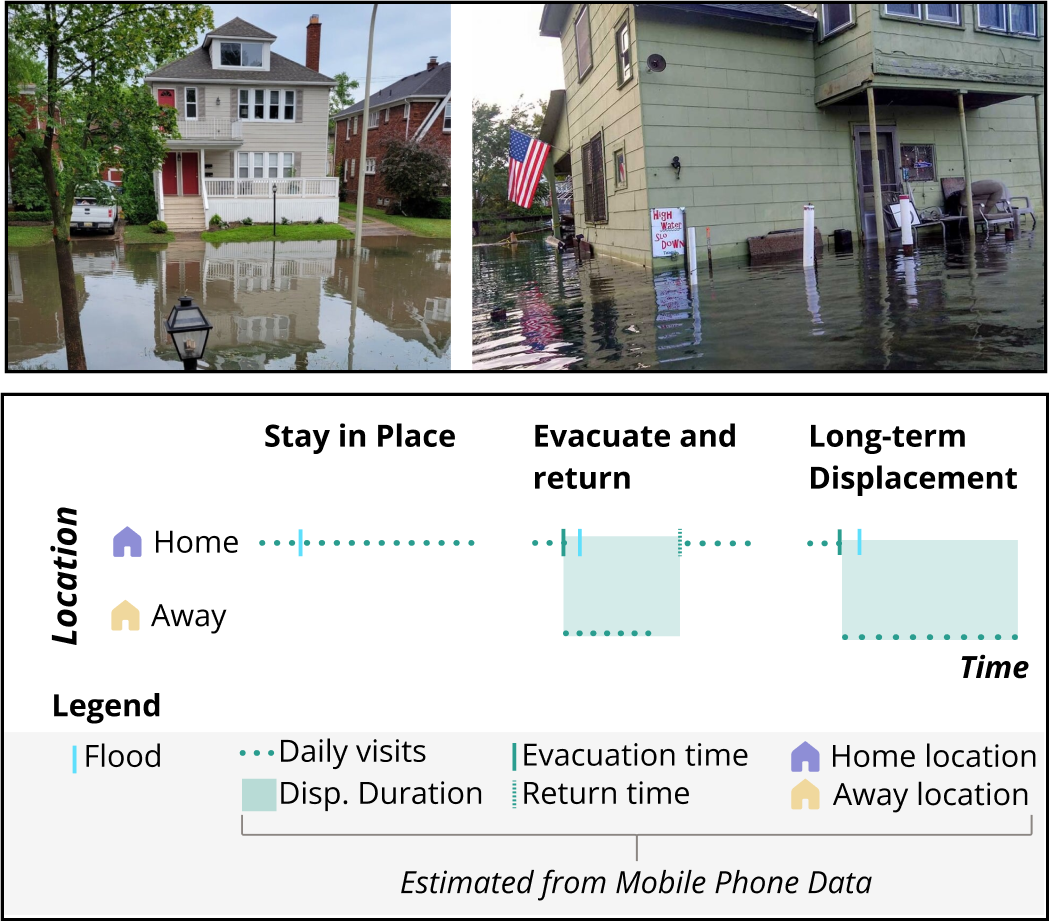 HIGH
Water
SLO
DOWN
Stay in Place
Evacuate and
return
Long-term
Displacement
Location
Home
Away
Time
Legend
Flood
Daily visits
Evacuation time
Home location
Disp. Duration
Return time
Away location
Estimated from Mobile Phone Data